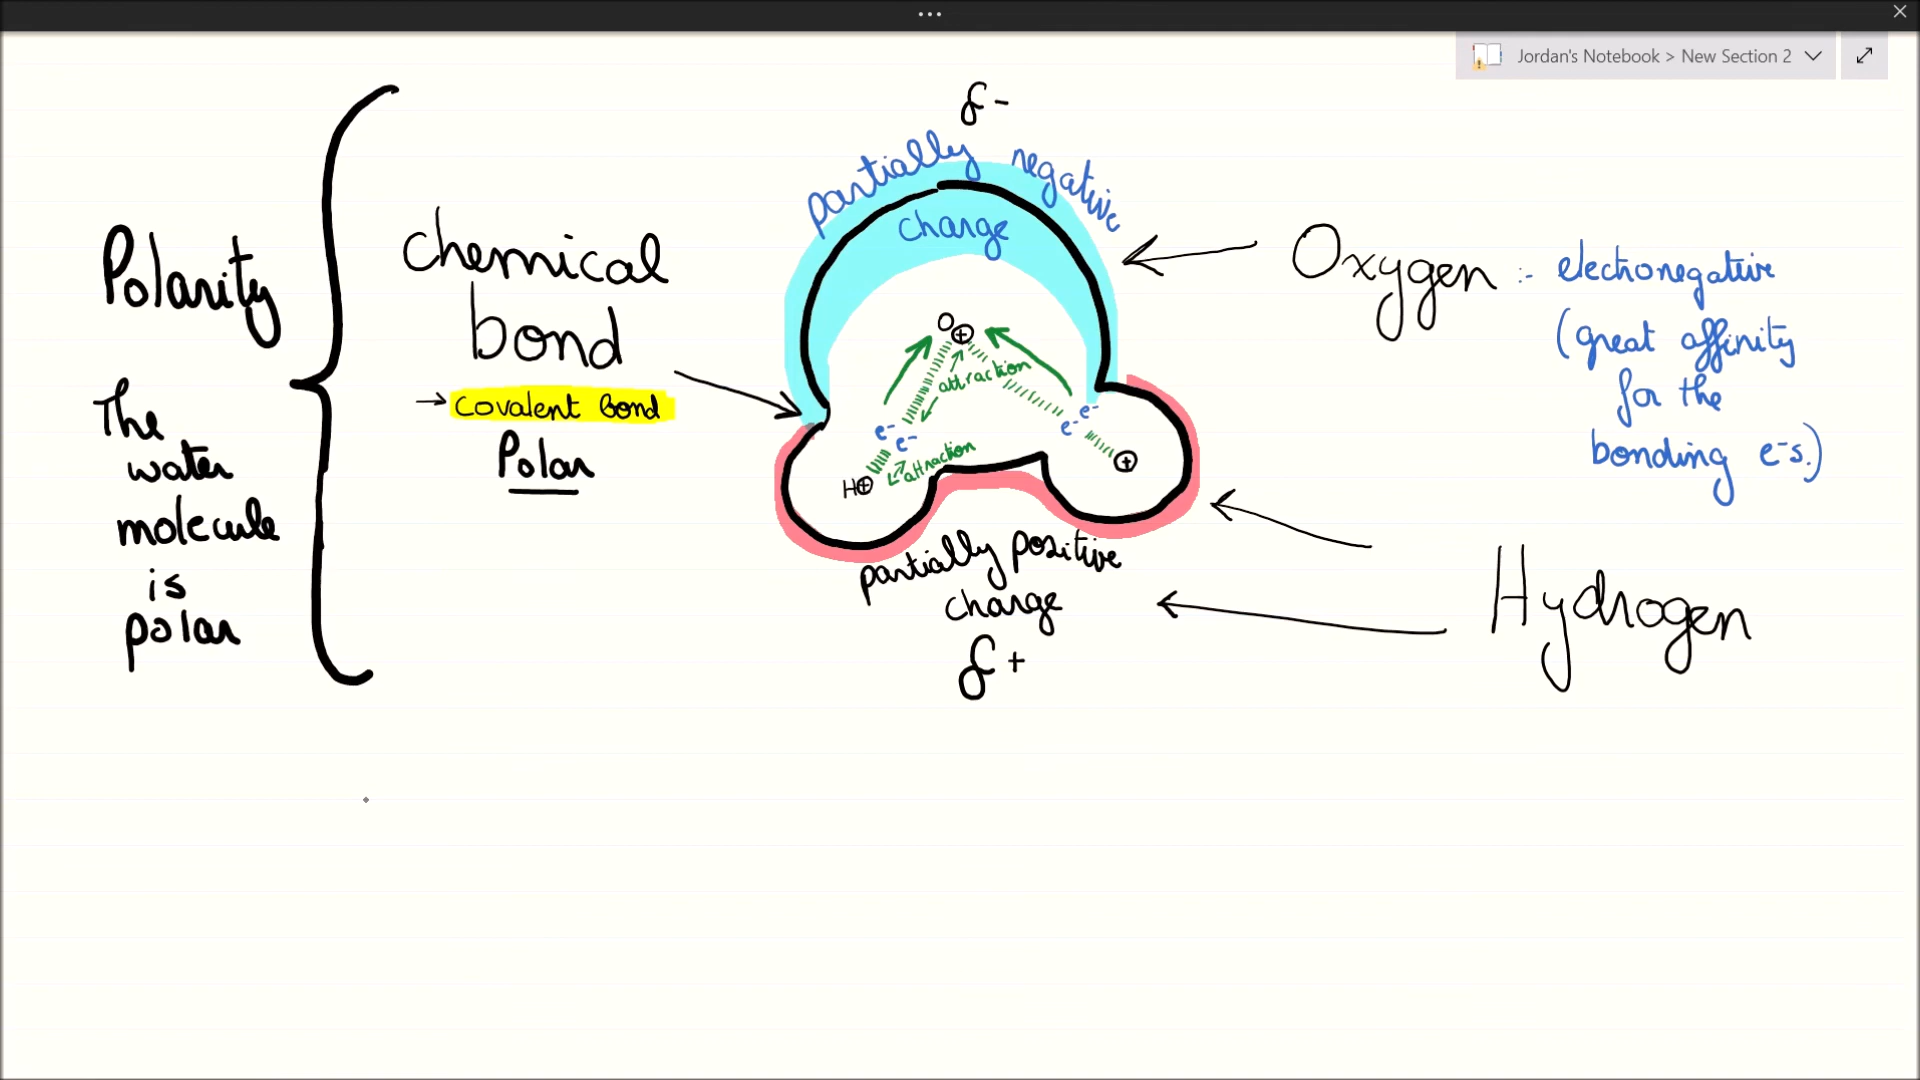 Jordan's Notebook > New Section 2
δ-
partially negative
charge
Polarity
The
water
molecule
is
polar
Chemical
bond
→ covalent bond
Polar
O
attraction
e- e-
e- e-
attraction
H
partially positive
charge
δ+
Oxygen :- electonegative
(great affinity
for the
bonding e-s.)
Hydrogen